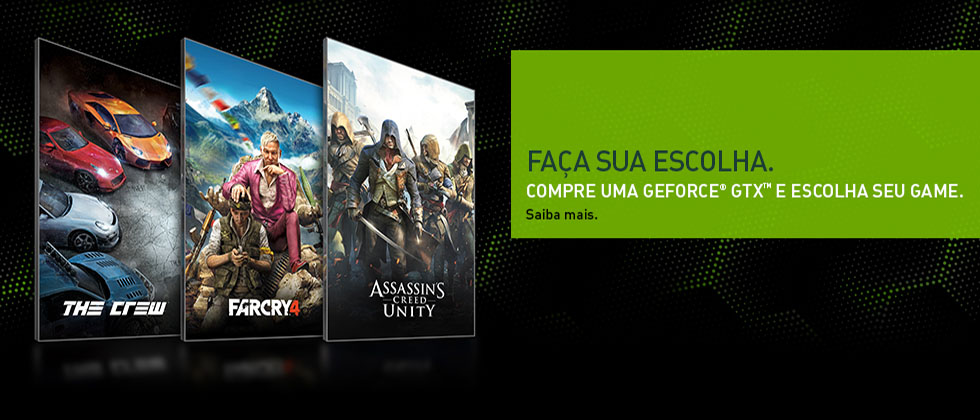 THE CREW
FARCRY4
ASSASSIN'S
CREED
UNITY
FAÇA SUA ESCOLHA.
COMPRE UMA GEFORCE® GTX™ E ESCOLHA SEU GAME.
Saiba mais.